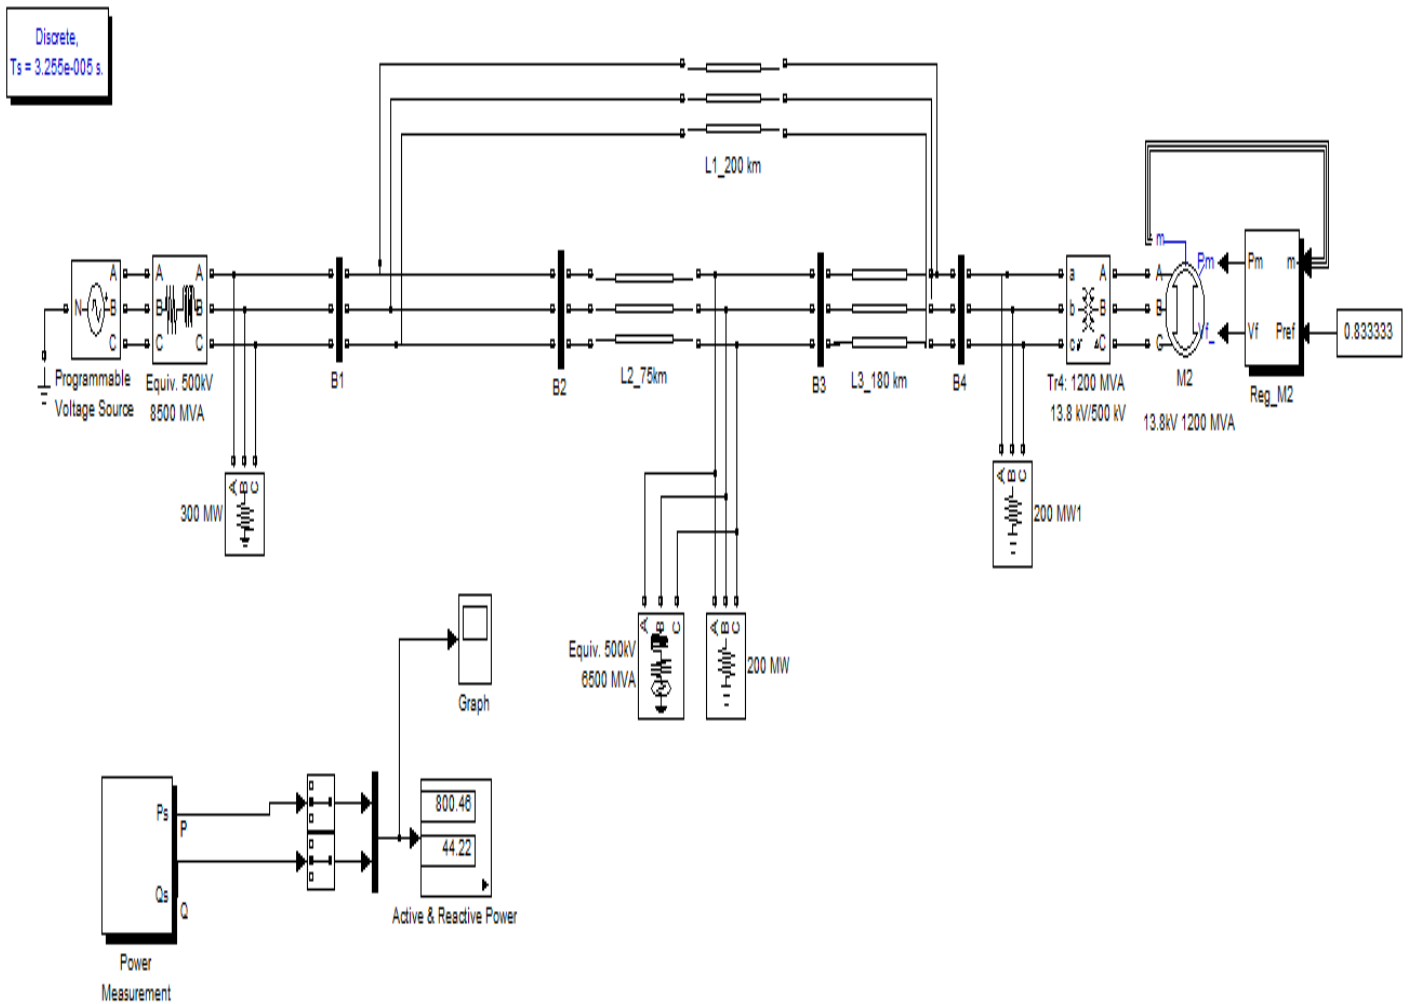 Discrete,
Ts = 3.255e-005 s.
L1_200 km
N
A
B
C
A
B
C
A
B
C
Programmable
Voltage Source
Equiv. 500kV
8500 MVA
B1
B2
L2_75km
B3
L3_180 km
B4
a
b
c
A
B
C
Tr4: 1200 MVA
13.8 kV/500 kV
m
A
B
C
Pm
Vf_
M2
13.8kV 1200 MVA
Pm
Vf
m
Pref
Reg_M2
0.833333
A
B
C
300 MW
A
B
C
200 MW1
A
B
C
Equiv. 500kV
6500 MVA
A
B
C
200 MW
Graph
Ps
P
Qs
Q
Power
Measurement
800.46
44.22
Active & Reactive Power